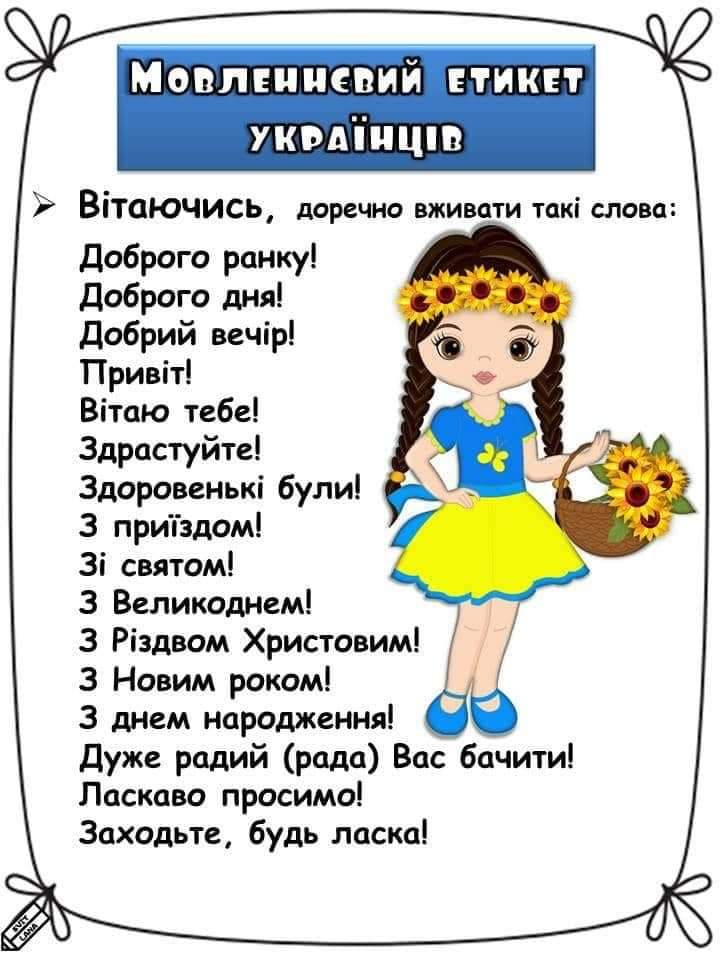 Мовленнєвий етикет
українців
Вітаючись, доречно вживати такі слова:
Доброго ранку!
Доброго дня!
Добрий вечір!
Привіт!
Вітаю тебе!
Здрастуйте!
Здоровенькі були!
З приїздом!
Зі святом!
З Великоднем!
З Різдвом Христовим!
З Новим роком!
З днем народження!
Дуже радий (рада) Вас бачити!
Ласкаво просимо!
Заходьте, будь ласка!
SVIT
LANA